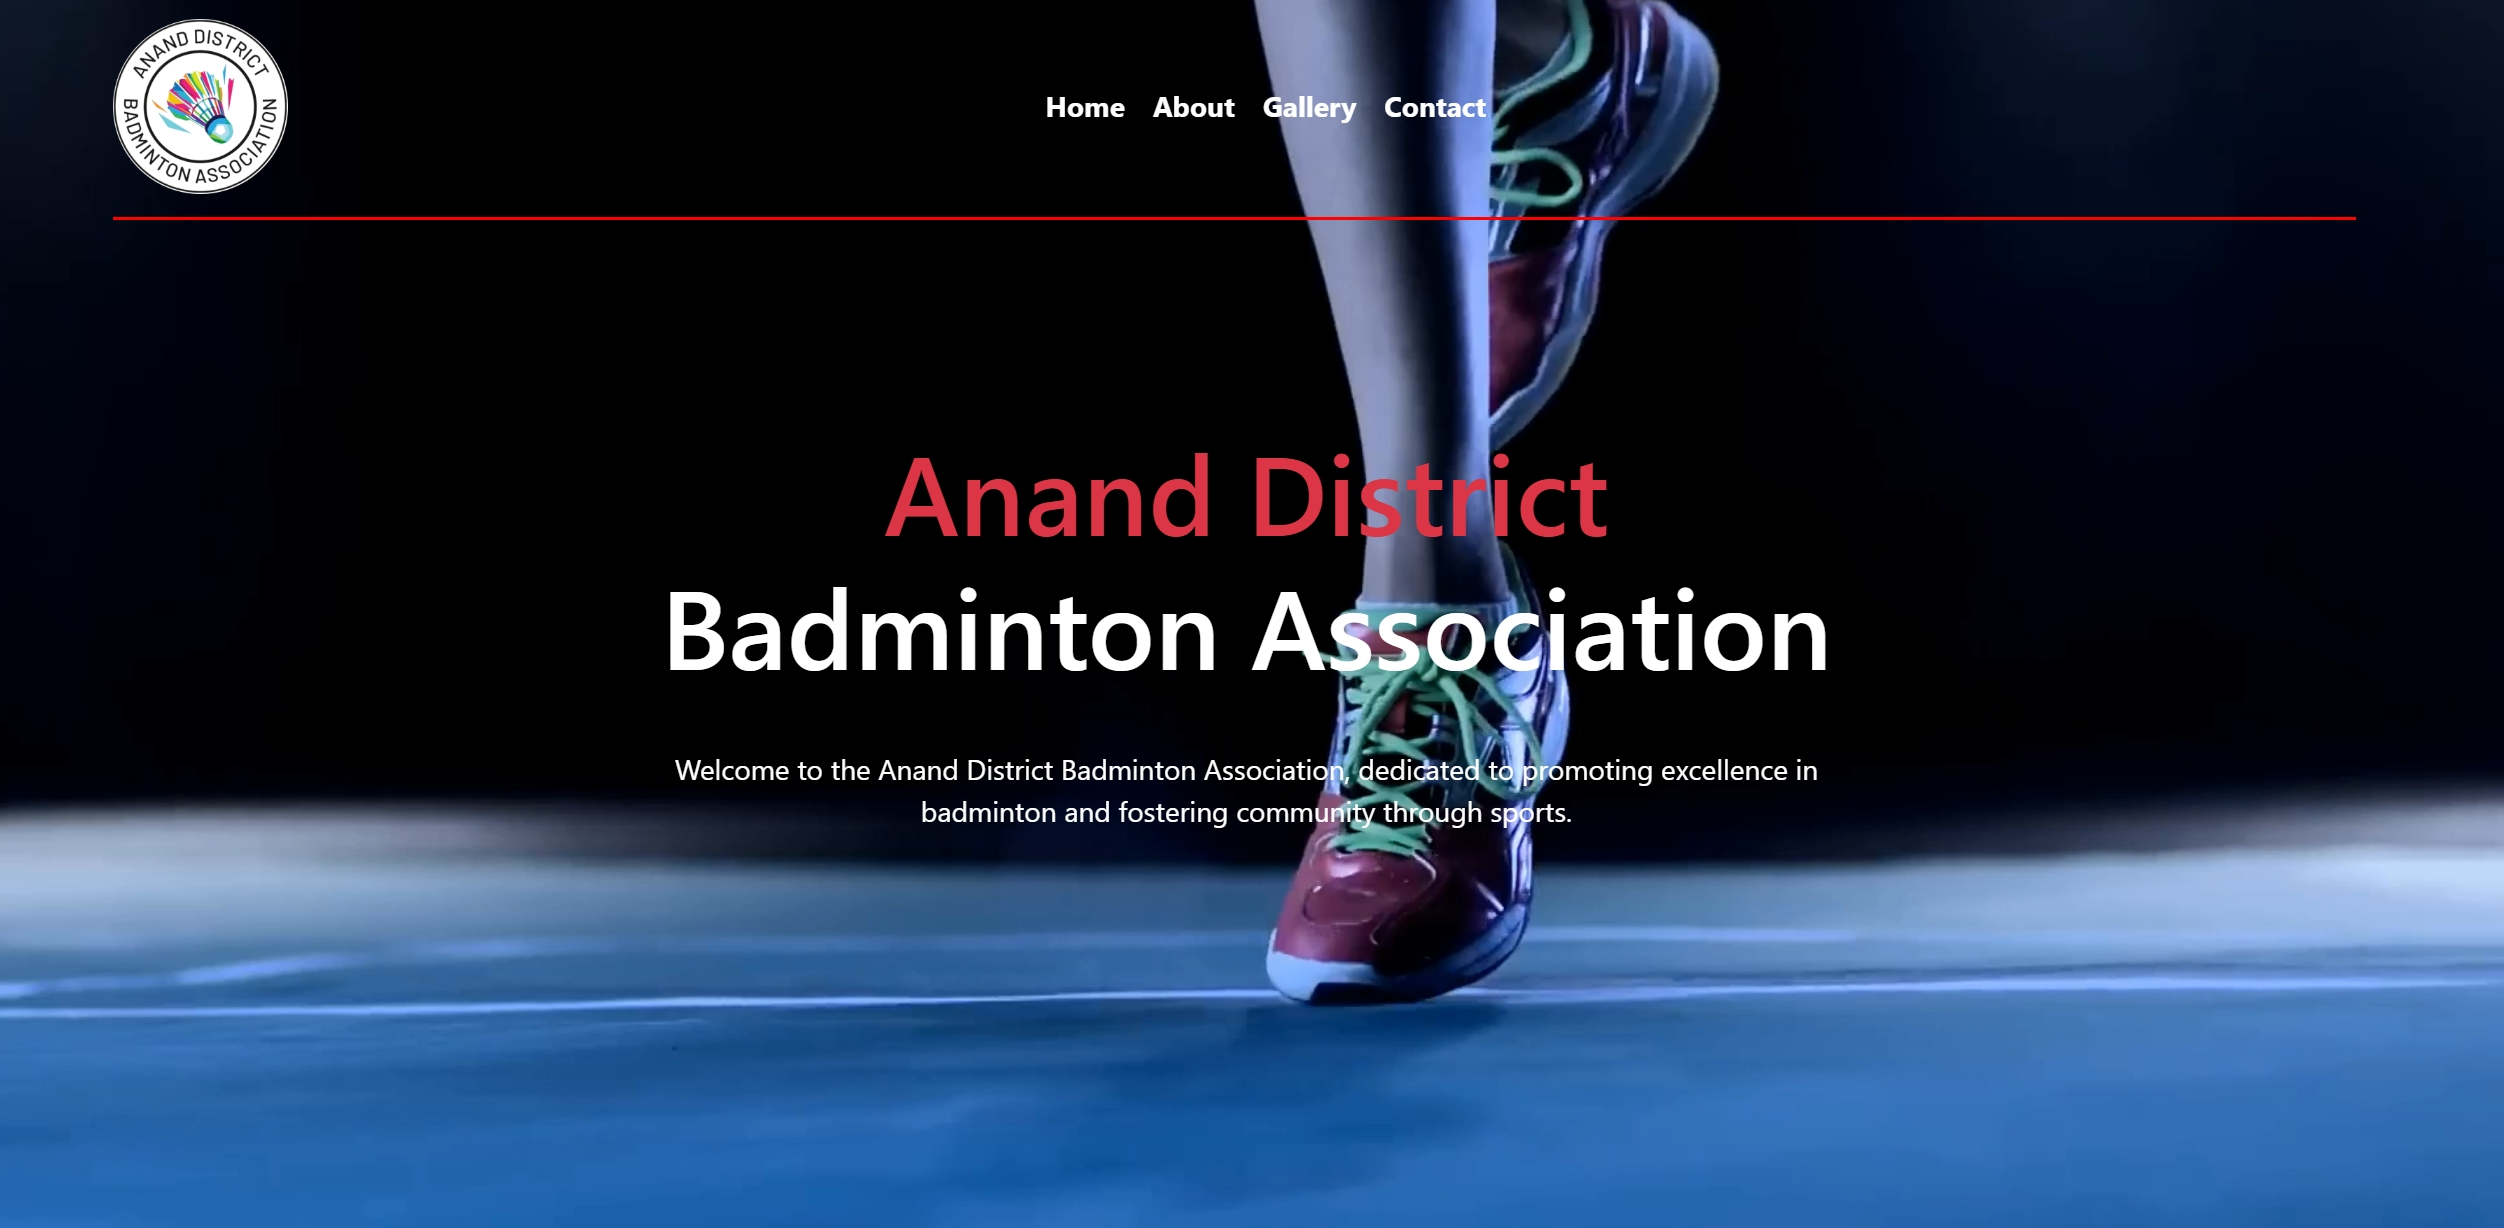 ANAND DISTRICT
BADMINTON ASSOCIATION
Home About Gallery Contact
Anand District
Badminton Association
Welcome to the Anand District Badminton Association, dedicated to promoting excellence in
badminton and fostering community through sports.